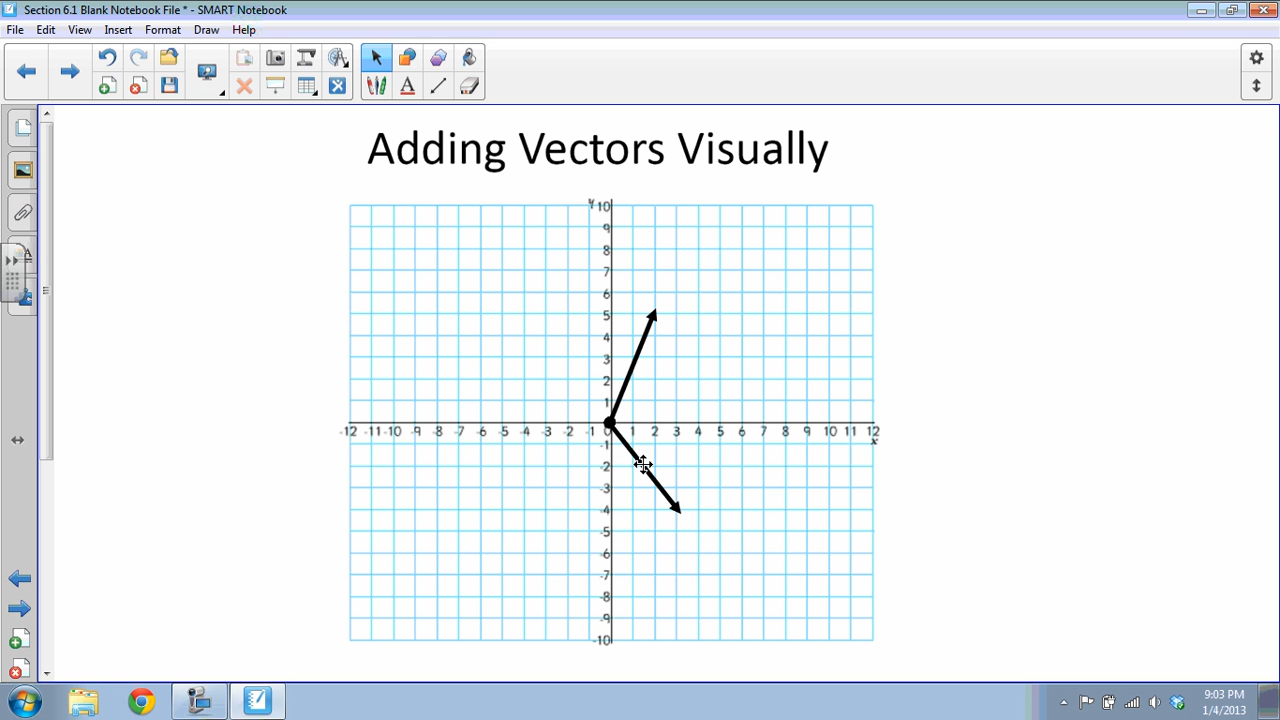 Section 6.1 Blank Notebook File * - SMART Notebook
File Edit View Insert Format Draw Help
Adding Vectors Visually
y 10
9
8
7
6
5
4
3
2
1
-12 -11 -10 -9 -8 -7 -6 -5 -4 -3 -2 -1 0 1 2 3 4 5 6 7 8 9 10 11 12
x
-1
-2
-3
-4
-5
-6
-7
-8
-9
-10
9:03 PM
1/4/2013